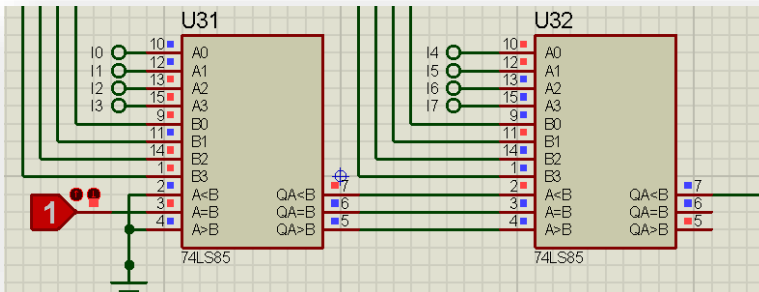 U31 U32
I0 10 A0 I4 10 A0
I1 12 A1 I5 12 A1
I2 13 A2 I6 13 A2
I3 15 A3 I7 15 A3
9 B0 9 B0
11 B1 11 B1
14 B2 14 B2
1 B3 1 B3
2 A<B QA<B 7 2 A<B QA<B 7
1 3 A=B QA=B 6 3 A=B QA=B 6
4 A>B QA>B 5 4 A>B QA>B 5
74LS85 74LS85